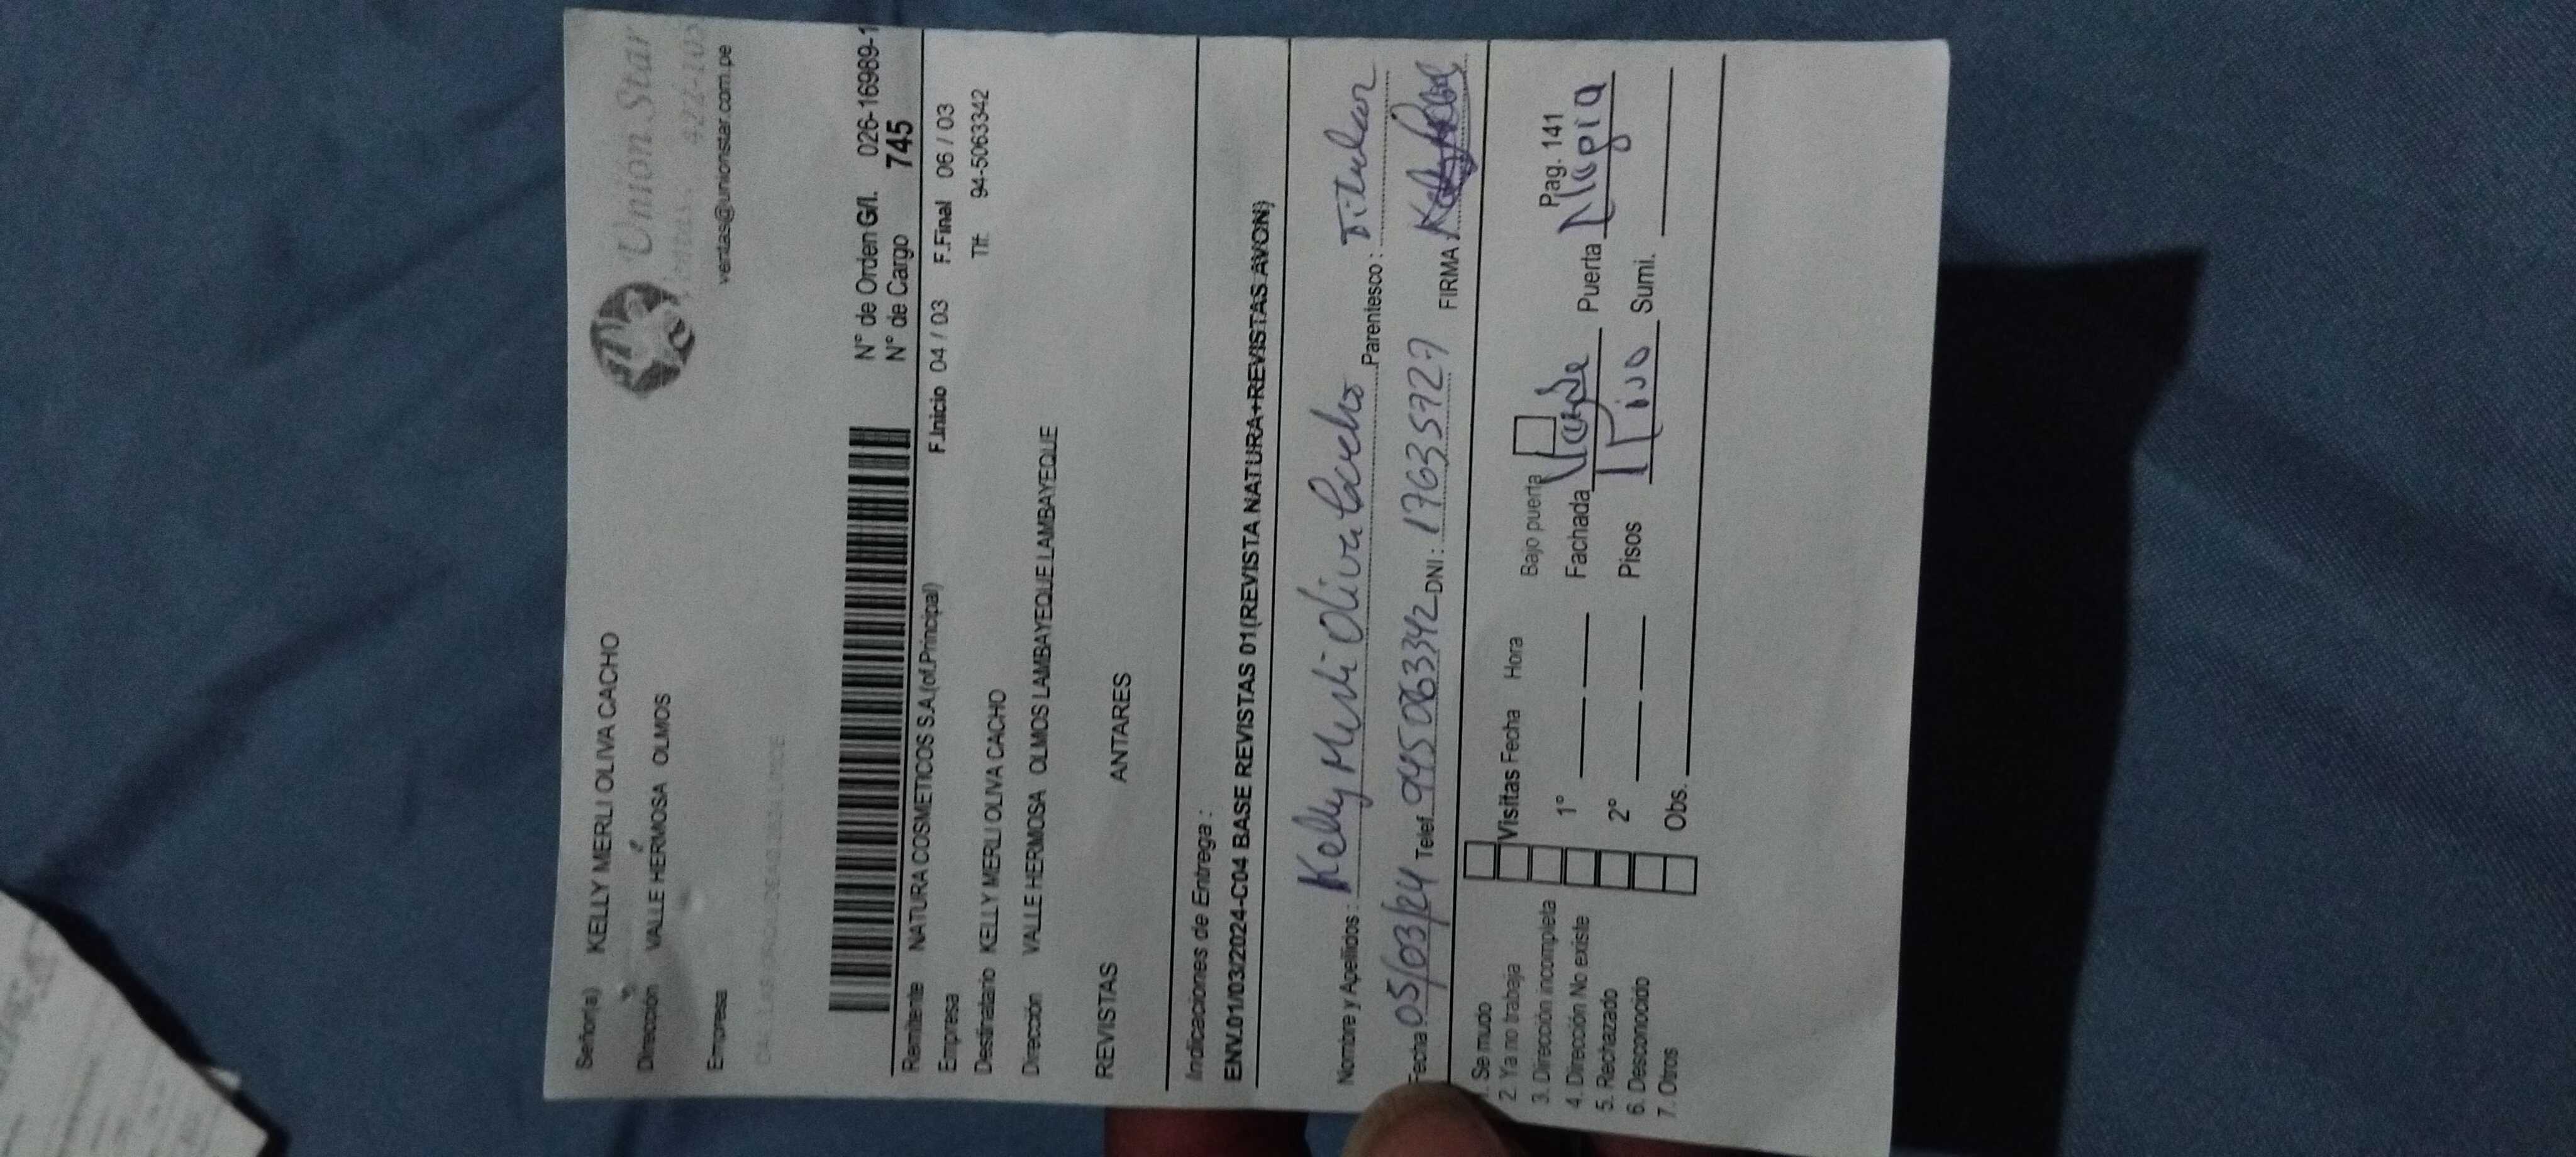 Señor(a) KELLY MERLI OLIVA CACHO
Dirección VALLE HERMOSA OLMOS
Empresa
Union Star
ventas@unionstar.com.pe
N° de Orden G/I. 026-16989-1
N° de Cargo 745
Remitente NATURA COSMETICOS S.A.(of.Principal)
F.Inicio 04 / 03 F.Final 06 / 03
Empresa
Destinatario KELLY MERLI OLIVA CACHO
Tlf: 94-5063342
Dirección VALLE HERMOSA OLMOS LAMBAYEQUE LAMBAYEQUE
REVISTAS ANTARES
Indicaciones de Entrega :
ENV.01/03/2024-C04 BASE REVISTAS 01(REVISTA NATURA+REVISTAS AVON)
Nombre y Apellidos : Kelly Merli Oliva Cacho Parentesco : Titular
Fecha 05/03/24 Telef. 945063342 DNI : 17635727 FIRMA
1. Se mudo
2. Ya no trabaja
3. Dirección incompleta
4. Dirección No existe
5. Rechazado
6. Desconocido
7. Otros
Visitas Fecha Hora
1°
2°
Obs.
Bajo puerta
Pag. 141
Fachada Puerta
Pisos 1 Piso Sumi.